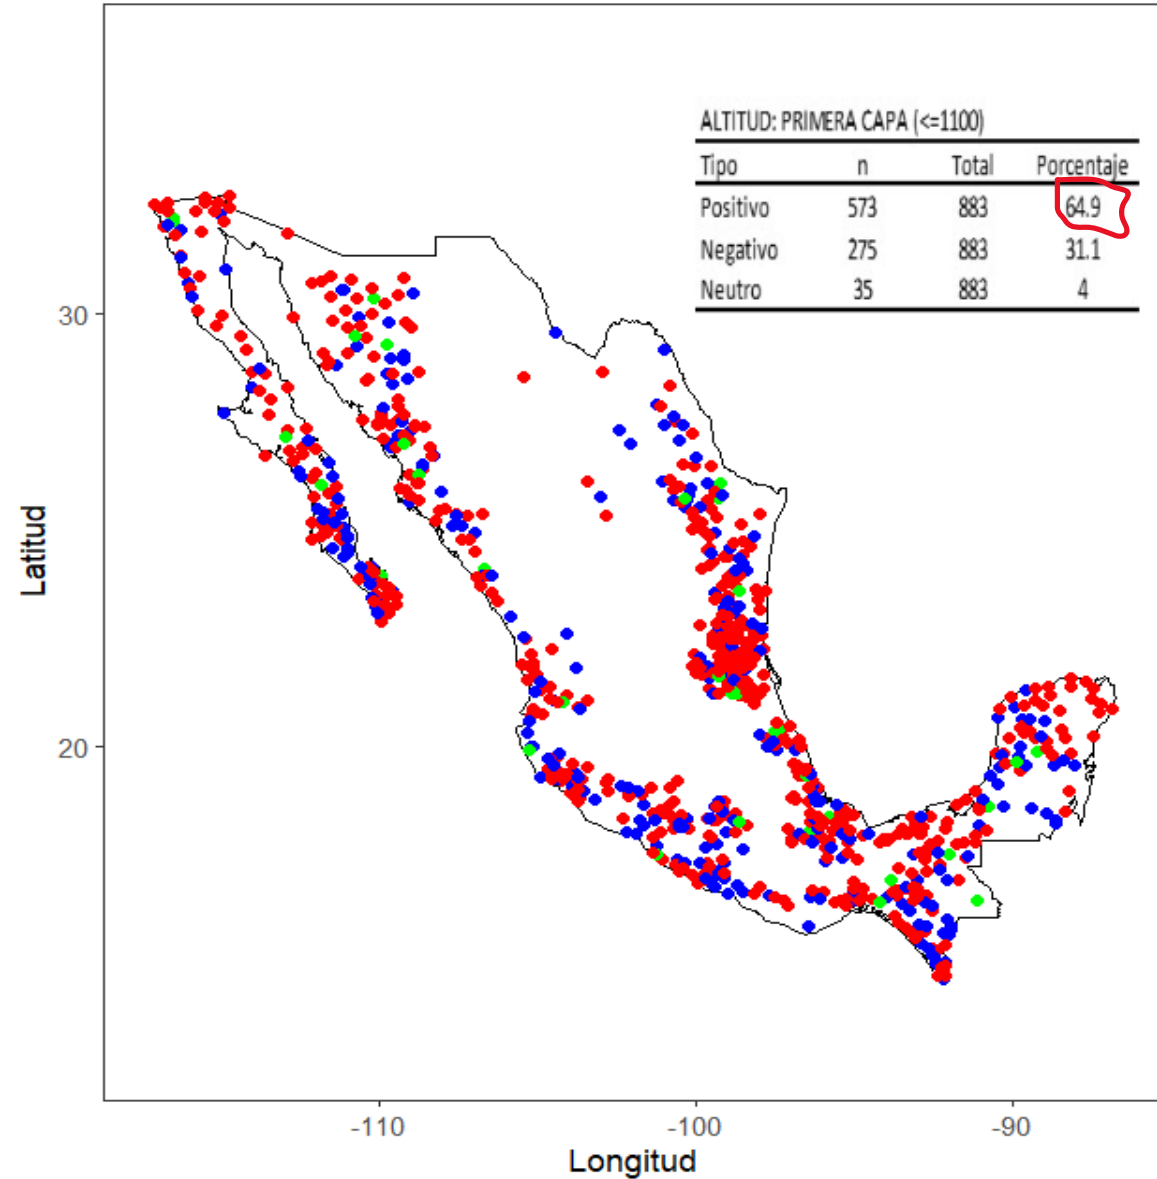 ALTITUD: PRIMERA CAPA (<=1100)
Tipo n Total Porcentaje
Positivo 573 883 64.9
Negativo 275 883 31.1
Neutro 35 883 4
30
20
Latitud
-110 -100 -90
Longitud